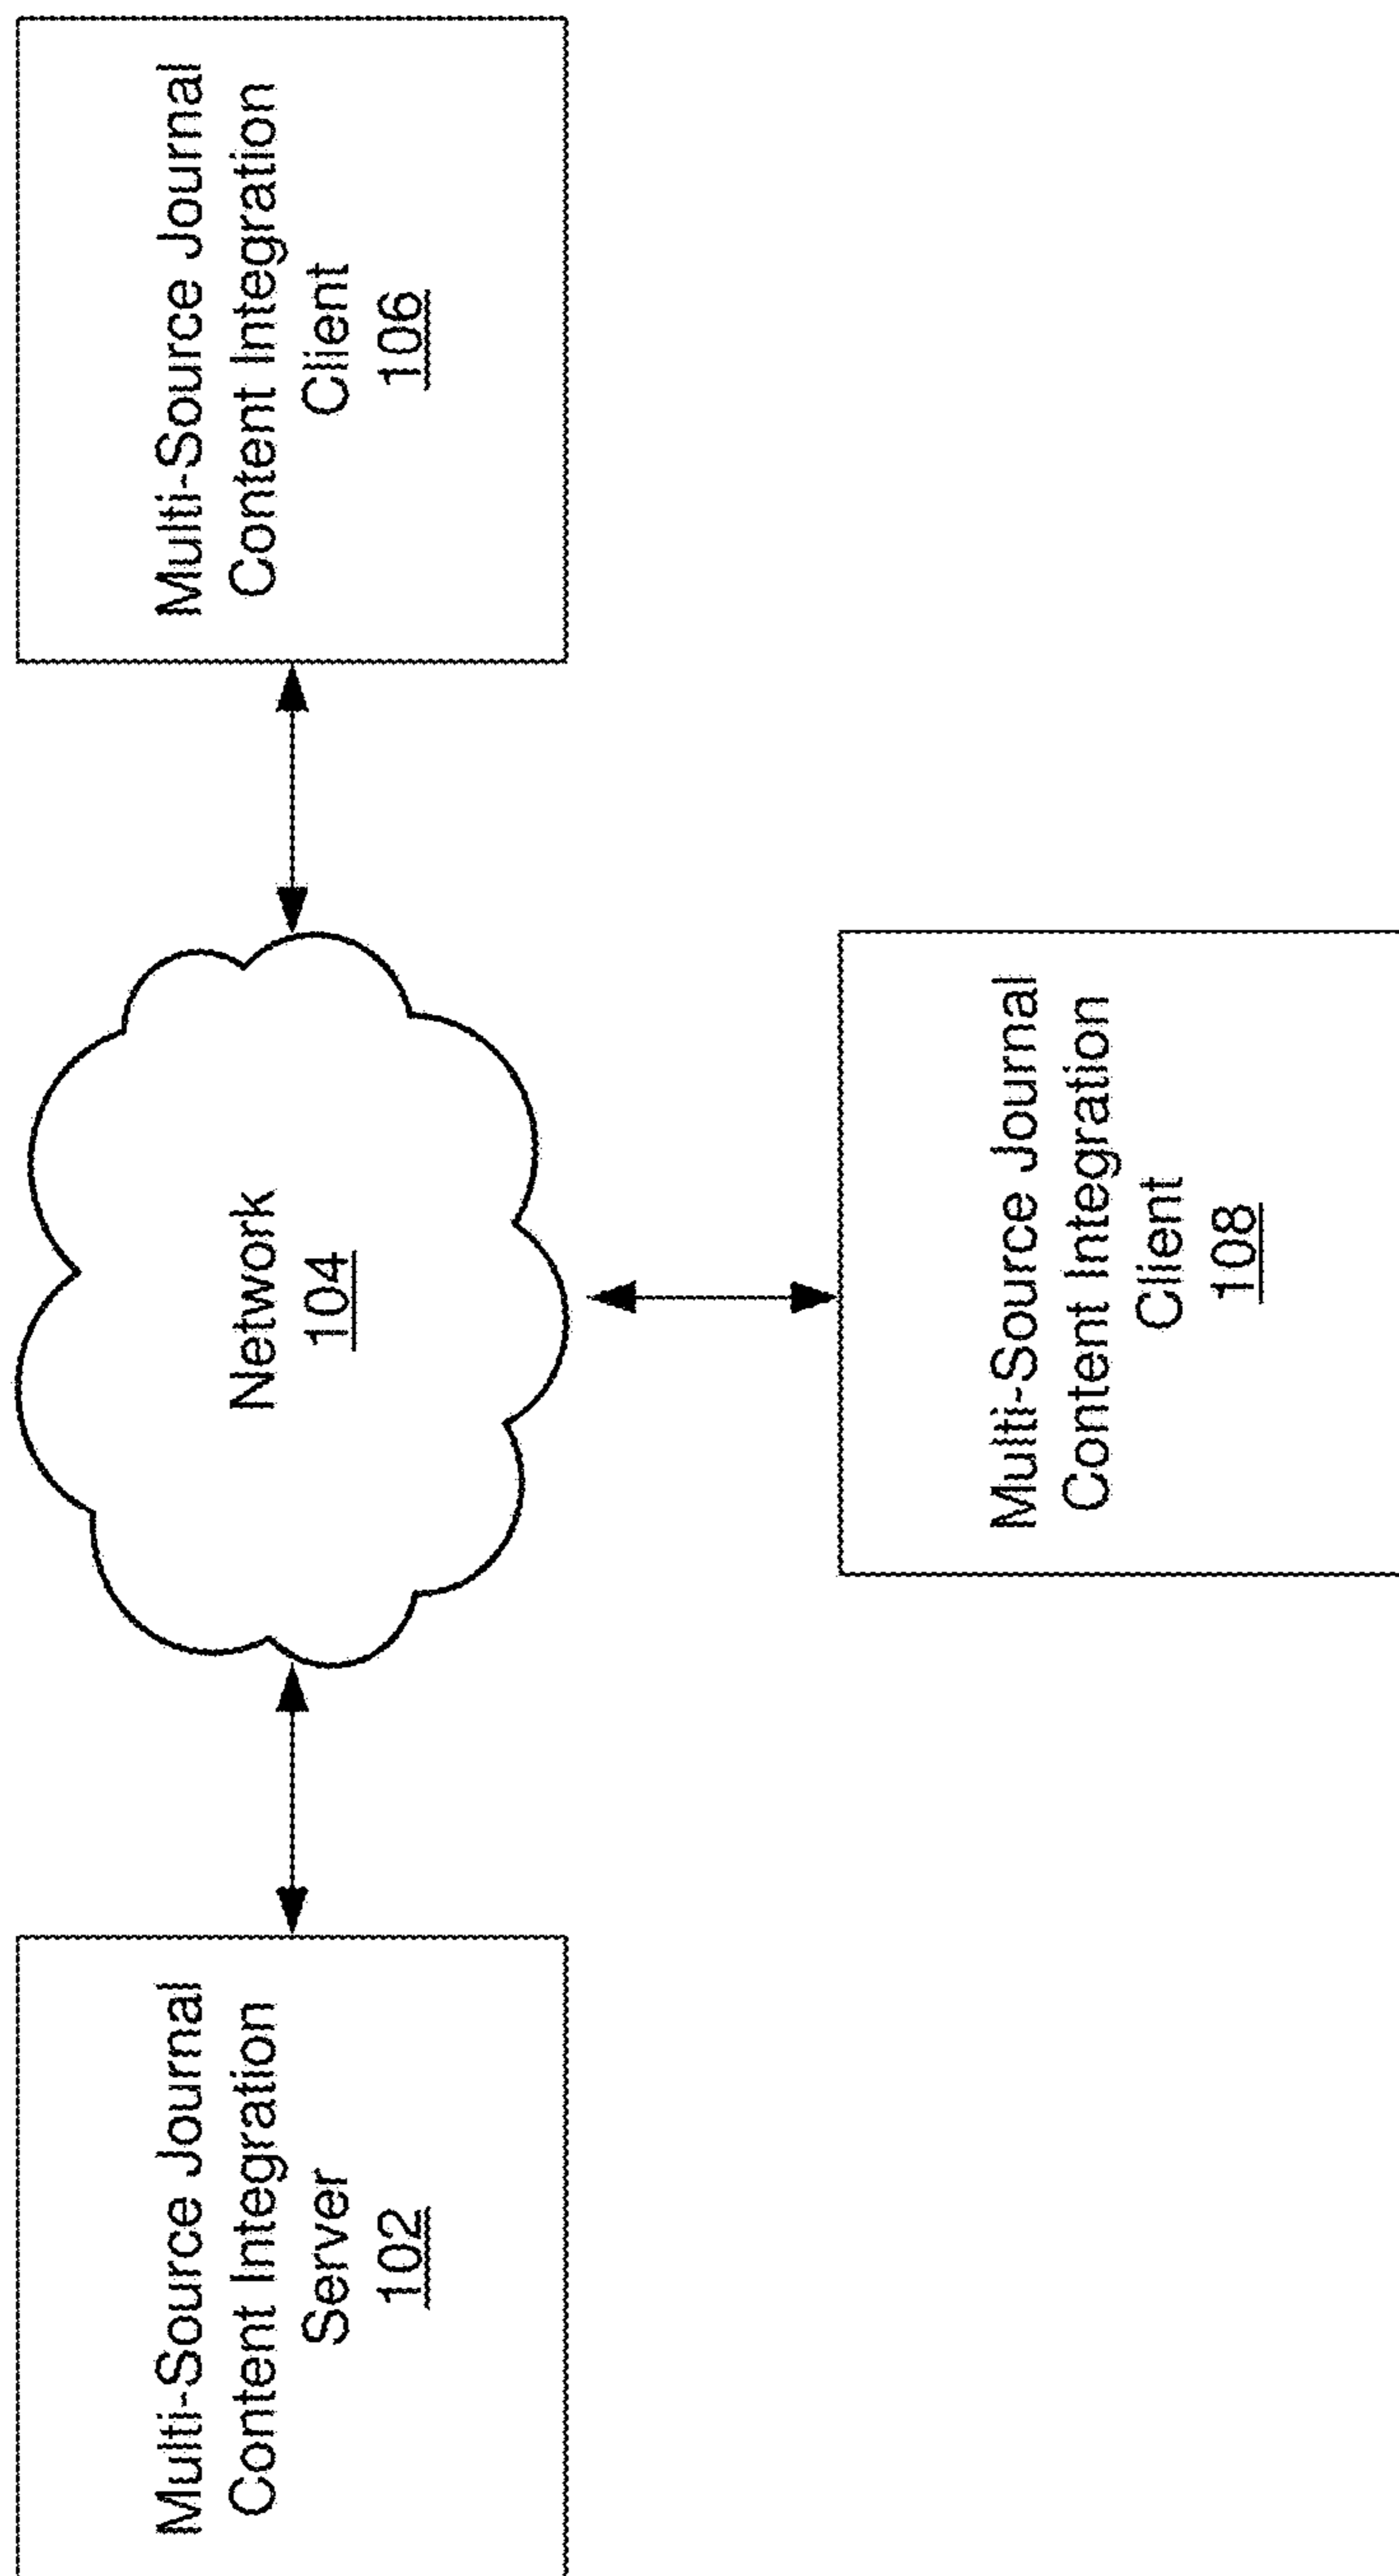 Multi-Source Journal
Content Integration
Server
102
Network
104
Multi-Source Journal
Content Integration
Client
106
Multi-Source Journal
Content Integration
Client
108